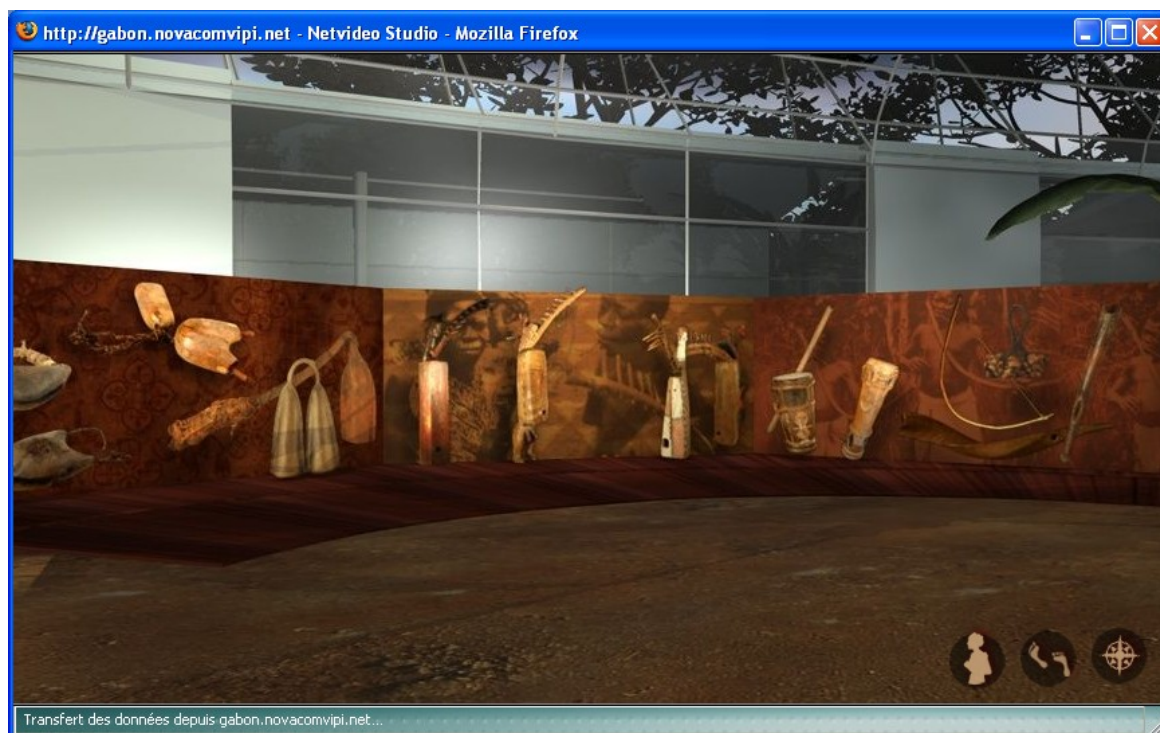 http://gabon.novacomvipi.net - Netvideo Studio - Mozilla Firefox
Transfert des données depuis gabon.novacomvipi.net...